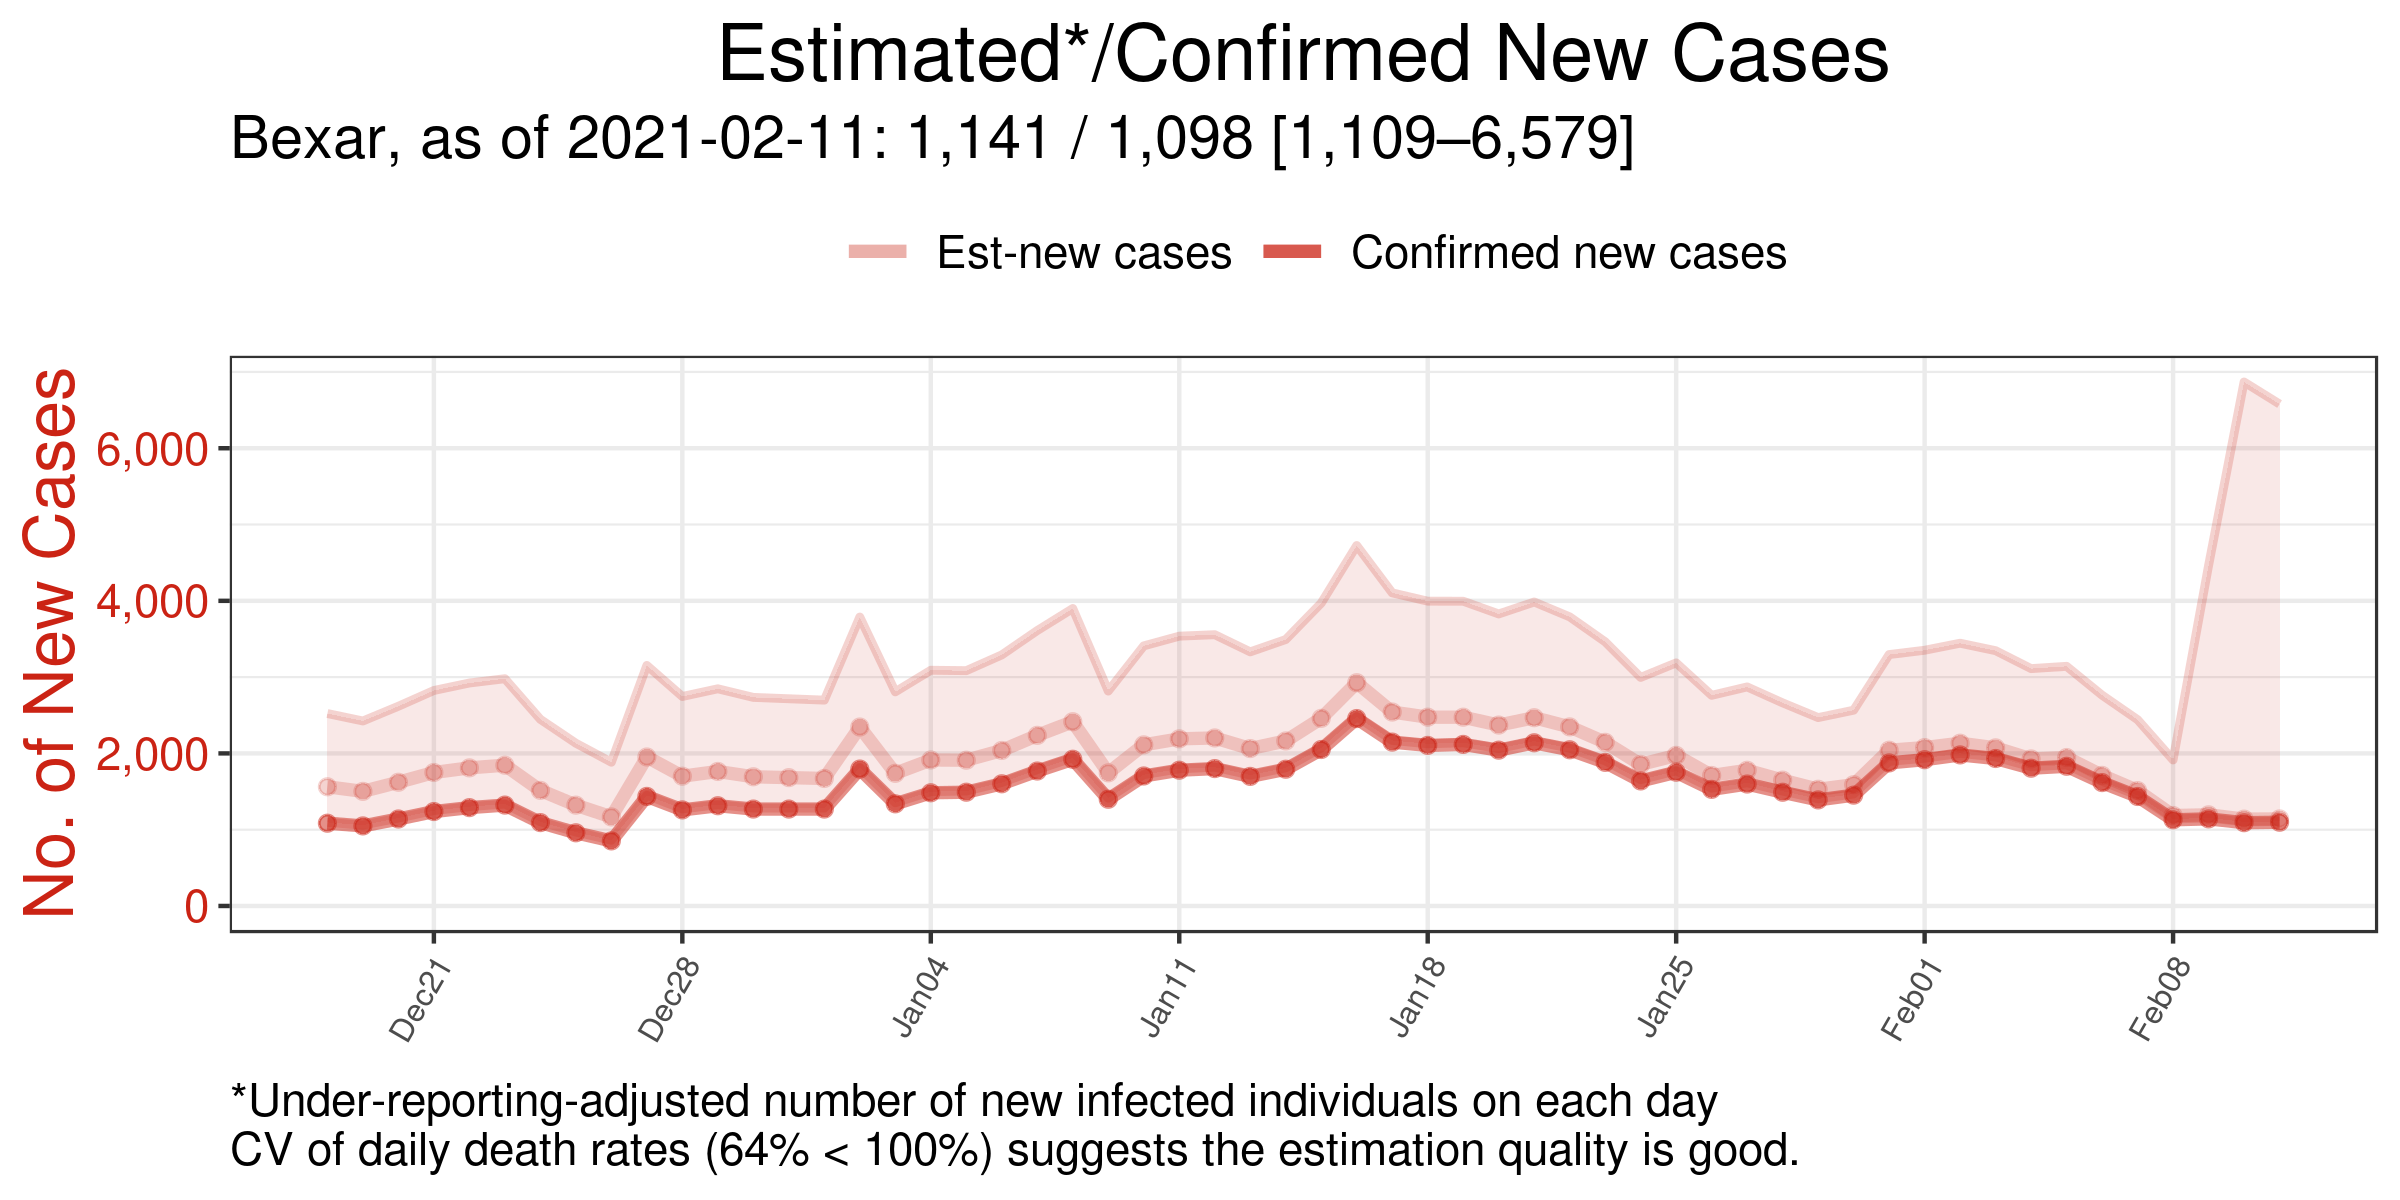 Estimated*/Confirmed New Cases
Bexar, as of 2021-02-11: 1,141 / 1,098 [1,109–6,579]
Est-new cases
Confirmed new cases
No. of New Cases
6,000
4,000
2,000
0
Dec21
Dec28
Jan04
Jan11
Jan18
Jan25
Feb01
Feb08
*Under-reporting-adjusted number of new infected individuals on each day
CV of daily death rates (64% < 100%) suggests the estimation quality is good.